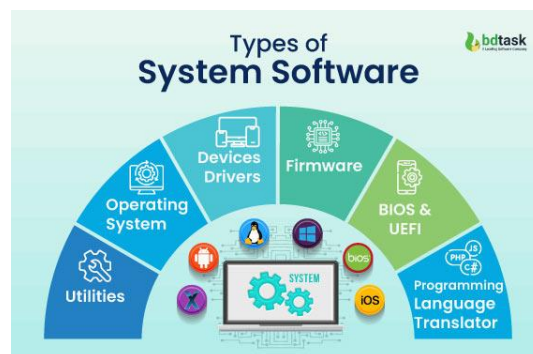 Types of
System Software
bdtask
A Leading Software Company
Utilities
Operating
System
Devices
Drivers
Firmware
BIOS &
UEFI
JS
PHP
C#
Programming
Language
Translator
SYSTEM
X
bios
iOS